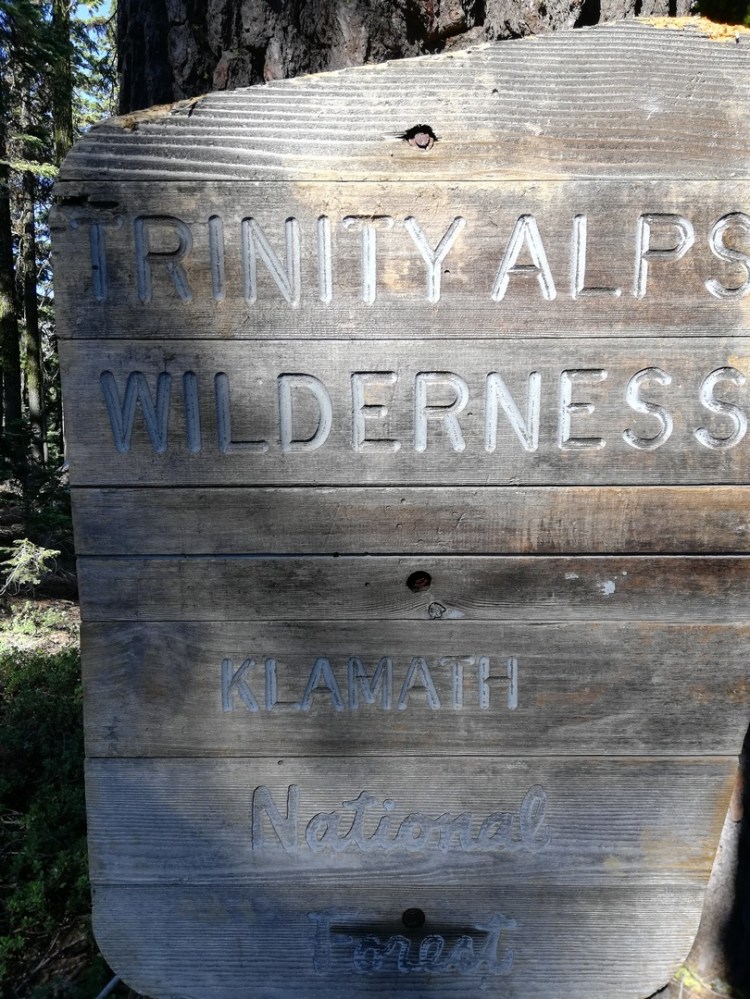 TRINITY ALPS
WILDERNESS
KLAMATH
National
Forest